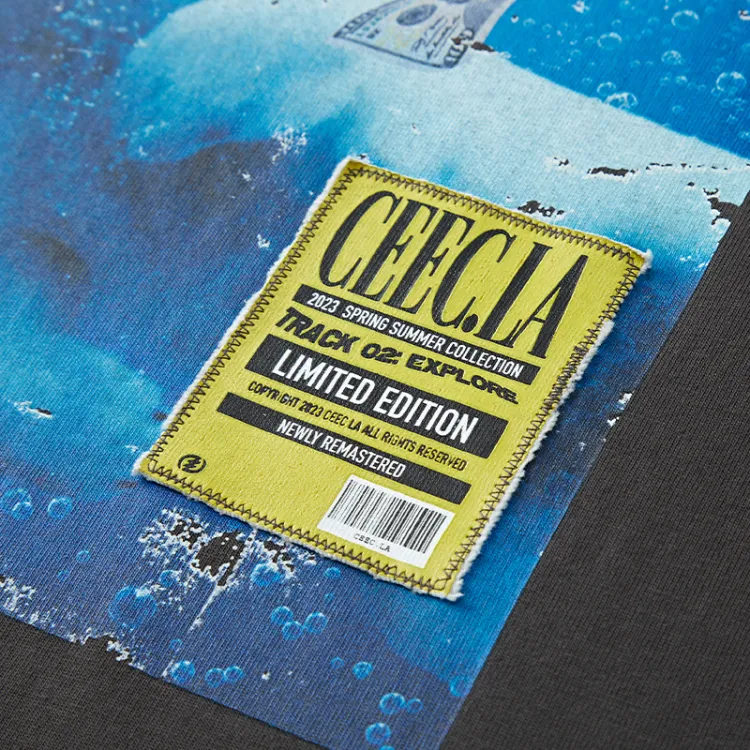 CEEC.LA
2023 SPRING SUMMER COLLECTION
TRACK 02: EXPLORE
LIMITED EDITION
COPYRIGHT 2023 CEEC LA ALL RIGHTS RESERVED
NEWLY REMASTERED
CEEC.LA